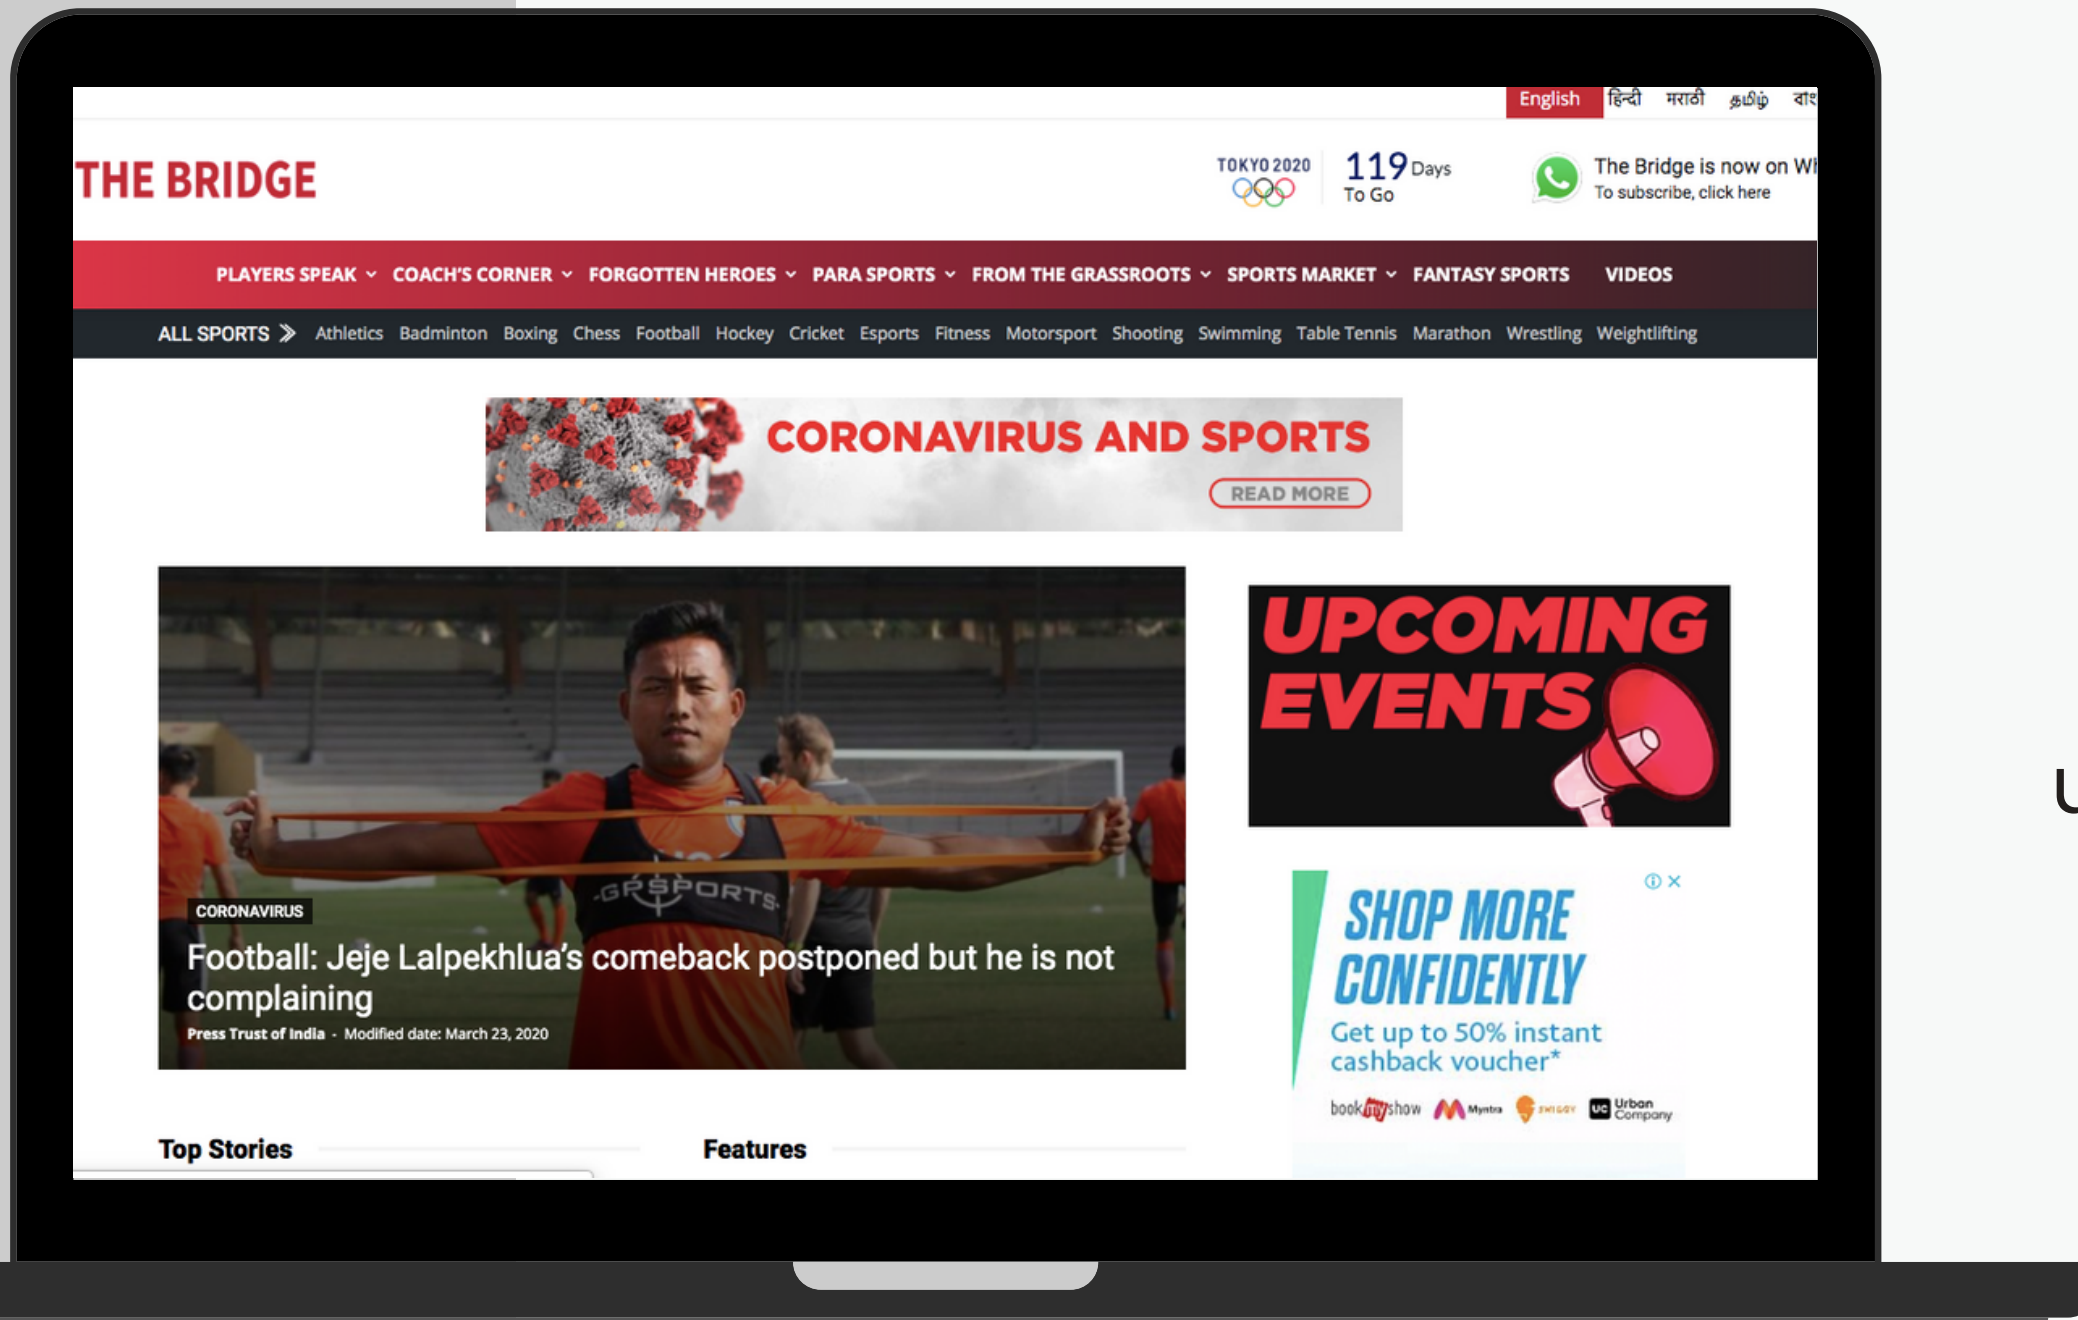 English हिन्दी मराठी தமிழ்
THE BRIDGE
TOKYO 2020
119 Days
To Go
The Bridge is now on
To subscribe, click here
PLAYERS SPEAK COACH'S CORNER FORGOTTEN HEROES PARA SPORTS FROM THE GRASSROOTS SPORTS MARKET FANTASY SPORTS VIDEOS
ALL SPORTS Athletics Badminton Boxing Chess Football Hockey Cricket Esports Fitness Motorsport Shooting Swimming Table Tennis Marathon Wrestling Weightlifting
CORONAVIRUS AND SPORTS
READ MORE
UPCOMING
EVENTS
GPSPORTS
CORONAVIRUS
Football: Jeje Lalpekhlua's comeback postponed but he is not
complaining
Press Trust of India - Modified date: March 23, 2020
SHOP MORE
CONFIDENTLY
Get up to 50% instant
cashback voucher*
bookmyshow Myntra SWIGGY UC Urban Company
Top Stories
Features